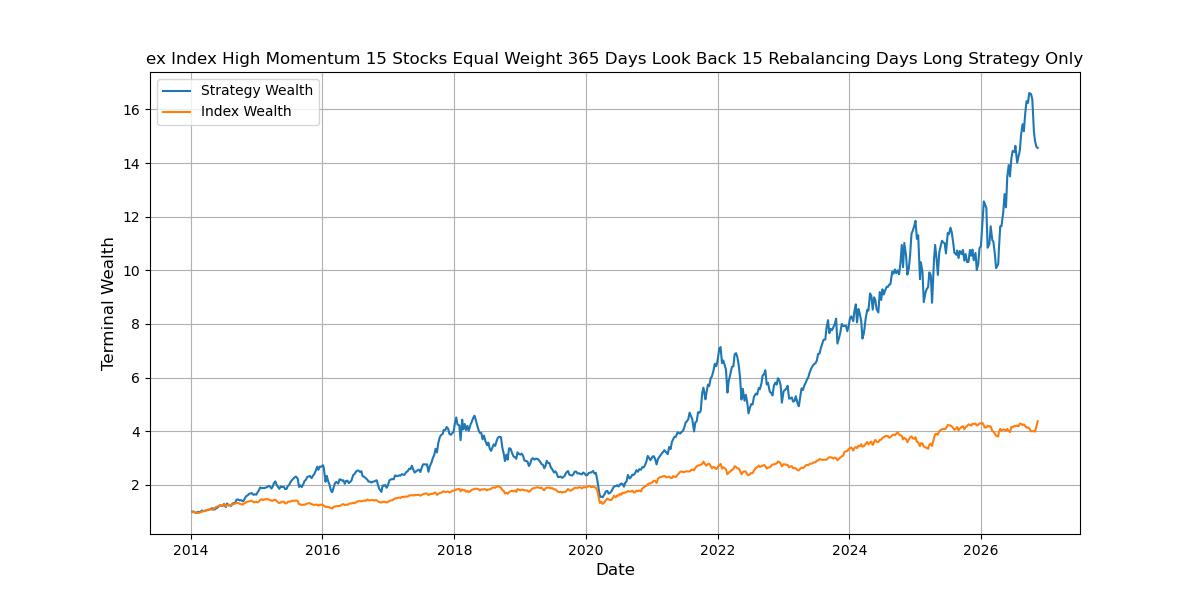 ex Index High Momentum 15 Stocks Equal Weight 365 Days Look Back 15 Rebalancing Days Long Strategy Only
Strategy Wealth
Index Wealth
16
14
12
10
8
6
4
2
Terminal Wealth
2014 2016 2018 2020 2022 2024 2026
Date